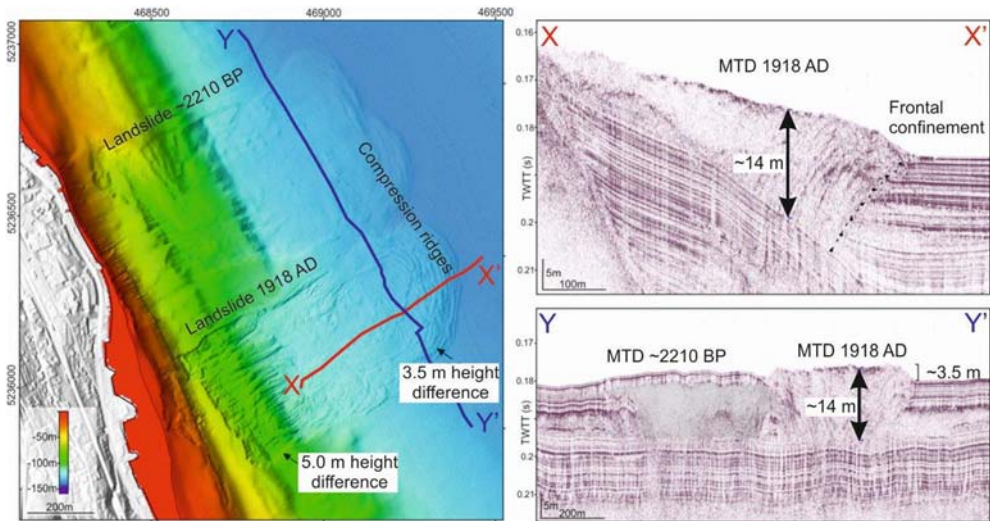 468500 469000 469500
5237000
5236500
5236000
Y
Landslide ~2210 BP
Compression ridges
Landslide 1918 AD
X'
X
3.5 m height
difference
Y'
5.0 m height
difference
-50m
-100m
-150m
200m
X X'
MTD 1918 AD
Frontal
confinement
~14 m
0.16
0.17
0.18
TWTT (s)
0.2
0.21
5m
100m
Y Y'
MTD ~2210 BP
MTD 1918 AD
~3.5 m
~14 m
0.18
TWTT (s)
0.2
0.21
5m
200m